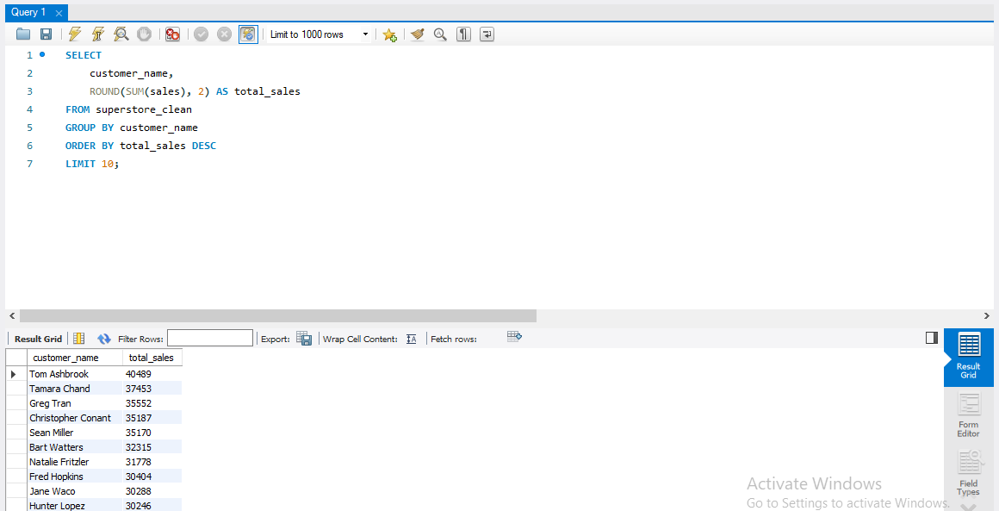 Query 1
Limit to 1000 rows
1 SELECT
2 customer_name,
3 ROUND(SUM(sales), 2) AS total_sales
4 FROM superstore_clean
5 GROUP BY customer_name
6 ORDER BY total_sales DESC
7 LIMIT 10;
Result Grid Filter Rows: Export: Wrap Cell Content: Fetch rows:
customer_name total_sales
Tom Ashbrook 40489
Tamara Chand 37453
Greg Tran 35552
Christopher Conant 35187
Sean Miller 35170
Bart Watters 32315
Natalie Fritzler 31778
Fred Hopkins 30404
Jane Waco 30288
Hunter Lopez 30246
Result
Grid
Form
Editor
Field
Types
Activate Windows
Go to Settings to activate Windows.